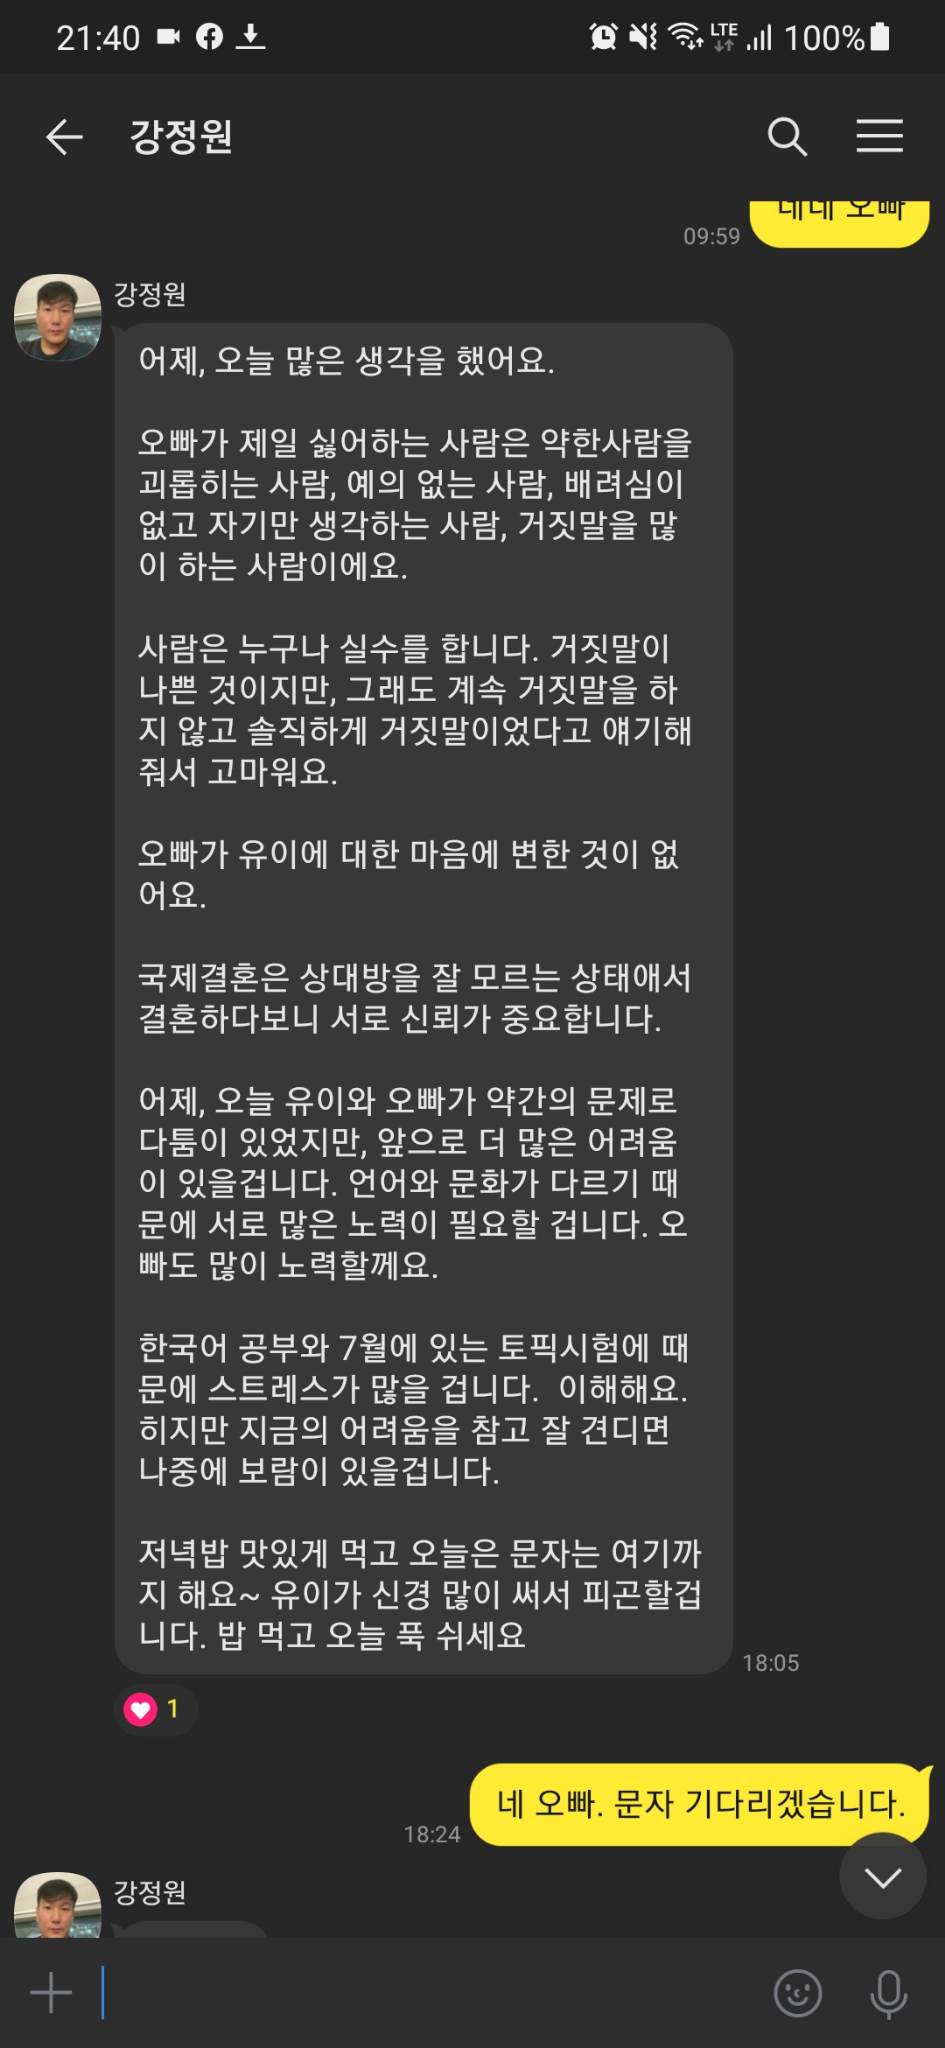 21:40
LTE 100%
강정원
네네 오빠
09:59
강정원
어제, 오늘 많은 생각을 했어요.
오빠가 제일 싫어하는 사람은 약한사람을
괴롭히는 사람, 예의 없는 사람, 배려심이
없고 자기만 생각하는 사람, 거짓말을 많
이 하는 사람이에요.
사람은 누구나 실수를 합니다. 거짓말이
나쁜 것이지만, 그래도 계속 거짓말을 하
지 않고 솔직하게 거짓말이었다고 얘기해
줘서 고마워요.
오빠가 유이에 대한 마음에 변한 것이 없
어요.
국제결혼은 상대방을 잘 모르는 상태애서
결혼하다보니 서로 신뢰가 중요합니다.
어제, 오늘 유이와 오빠가 약간의 문제로
다툼이 있었지만, 앞으로 더 많은 어려움
이 있을겁니다. 언어와 문화가 다르기 때
문에 서로 많은 노력이 필요할 겁니다. 오
빠도 많이 노력할께요.
한국어 공부와 7월에 있는 토픽시험에 때
문에 스트레스가 많을 겁니다.  이해해요.
히지만 지금의 어려움을 참고 잘 견디면
나중에 보람이 있을겁니다.
저녁밥 맛있게 먹고 오늘은 문자는 여기까
지 해요~ 유이가 신경 많이 써서 피곤할겁
니다. 밥 먹고 오늘 푹 쉬세요
18:05
1
네 오빠. 문자 기다리겠습니다.
18:24
강정원